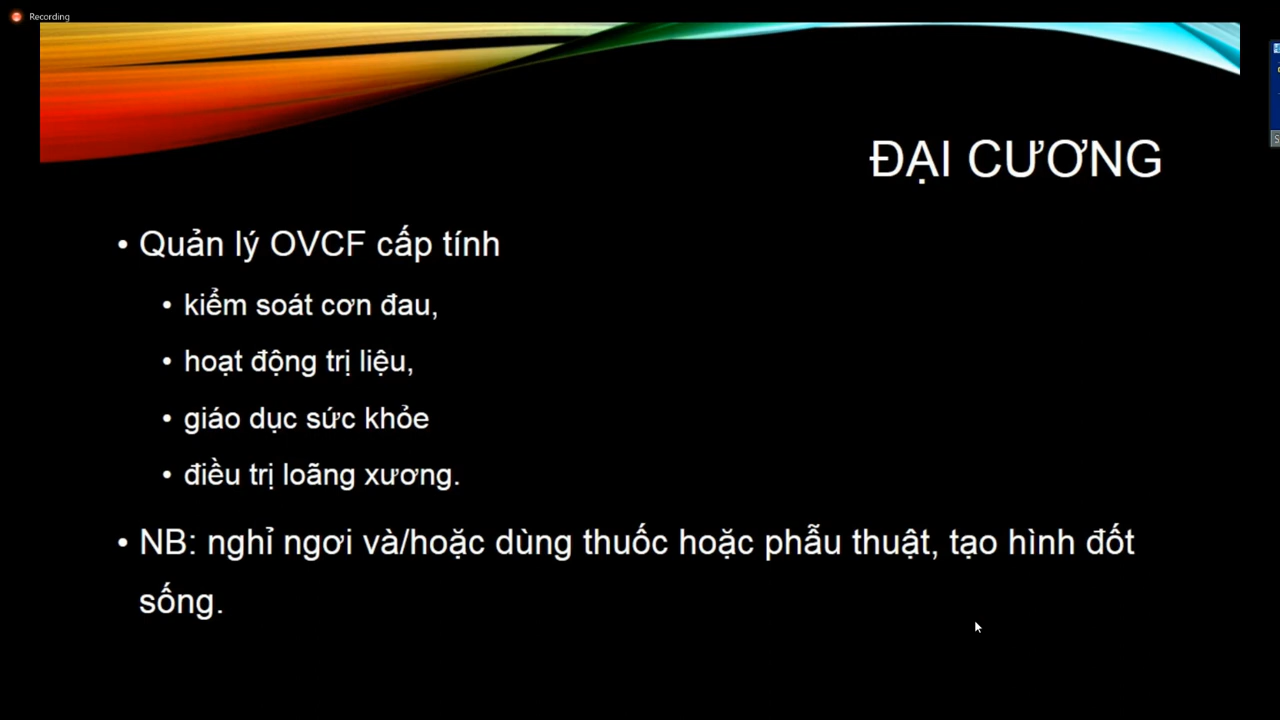 Recording
ĐẠI CƯƠNG
• Quản lý OVCF cấp tính
• kiểm soát cơn đau,
• hoạt động trị liệu,
• giáo dục sức khỏe
• điều trị loãng xương.
• NB: nghỉ ngơi và/hoặc dùng thuốc hoặc phẫu thuật, tạo hình đốt
sống.